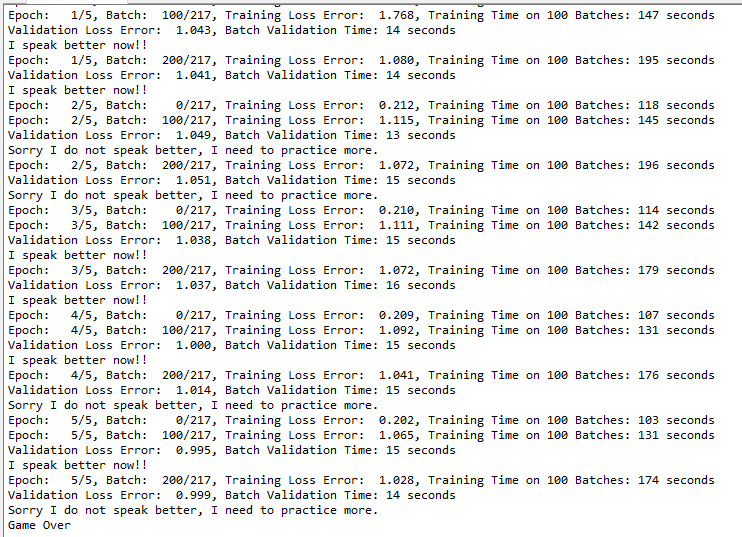 Epoch:   1/5, Batch:  100/217, Training Loss Error:  1.768, Training Time on 100 Batches: 147 seconds
Validation Loss Error:  1.043, Batch Validation Time: 14 seconds
I speak better now!!
Epoch:   1/5, Batch:  200/217, Training Loss Error:  1.080, Training Time on 100 Batches: 195 seconds
Validation Loss Error:  1.041, Batch Validation Time: 14 seconds
I speak better now!!
Epoch:   2/5, Batch:    0/217, Training Loss Error:  0.212, Training Time on 100 Batches: 118 seconds
Epoch:   2/5, Batch:  100/217, Training Loss Error:  1.115, Training Time on 100 Batches: 145 seconds
Validation Loss Error:  1.049, Batch Validation Time: 13 seconds
Sorry I do not speak better, I need to practice more.
Epoch:   2/5, Batch:  200/217, Training Loss Error:  1.072, Training Time on 100 Batches: 196 seconds
Validation Loss Error:  1.051, Batch Validation Time: 15 seconds
Sorry I do not speak better, I need to practice more.
Epoch:   3/5, Batch:    0/217, Training Loss Error:  0.210, Training Time on 100 Batches: 114 seconds
Epoch:   3/5, Batch:  100/217, Training Loss Error:  1.111, Training Time on 100 Batches: 142 seconds
Validation Loss Error:  1.038, Batch Validation Time: 15 seconds
I speak better now!!
Epoch:   3/5, Batch:  200/217, Training Loss Error:  1.072, Training Time on 100 Batches: 179 seconds
Validation Loss Error:  1.037, Batch Validation Time: 16 seconds
I speak better now!!
Epoch:   4/5, Batch:    0/217, Training Loss Error:  0.209, Training Time on 100 Batches: 107 seconds
Epoch:   4/5, Batch:  100/217, Training Loss Error:  1.092, Training Time on 100 Batches: 131 seconds
Validation Loss Error:  1.000, Batch Validation Time: 15 seconds
I speak better now!!
Epoch:   4/5, Batch:  200/217, Training Loss Error:  1.041, Training Time on 100 Batches: 176 seconds
Validation Loss Error:  1.014, Batch Validation Time: 15 seconds
Sorry I do not speak better, I need to practice more.
Epoch:   5/5, Batch:    0/217, Training Loss Error:  0.202, Training Time on 100 Batches: 103 seconds
Epoch:   5/5, Batch:  100/217, Training Loss Error:  1.065, Training Time on 100 Batches: 131 seconds
Validation Loss Error:  0.995, Batch Validation Time: 15 seconds
I speak better now!!
Epoch:   5/5, Batch:  200/217, Training Loss Error:  1.028, Training Time on 100 Batches: 174 seconds
Validation Loss Error:  0.999, Batch Validation Time: 14 seconds
Sorry I do not speak better, I need to practice more.
Game Over